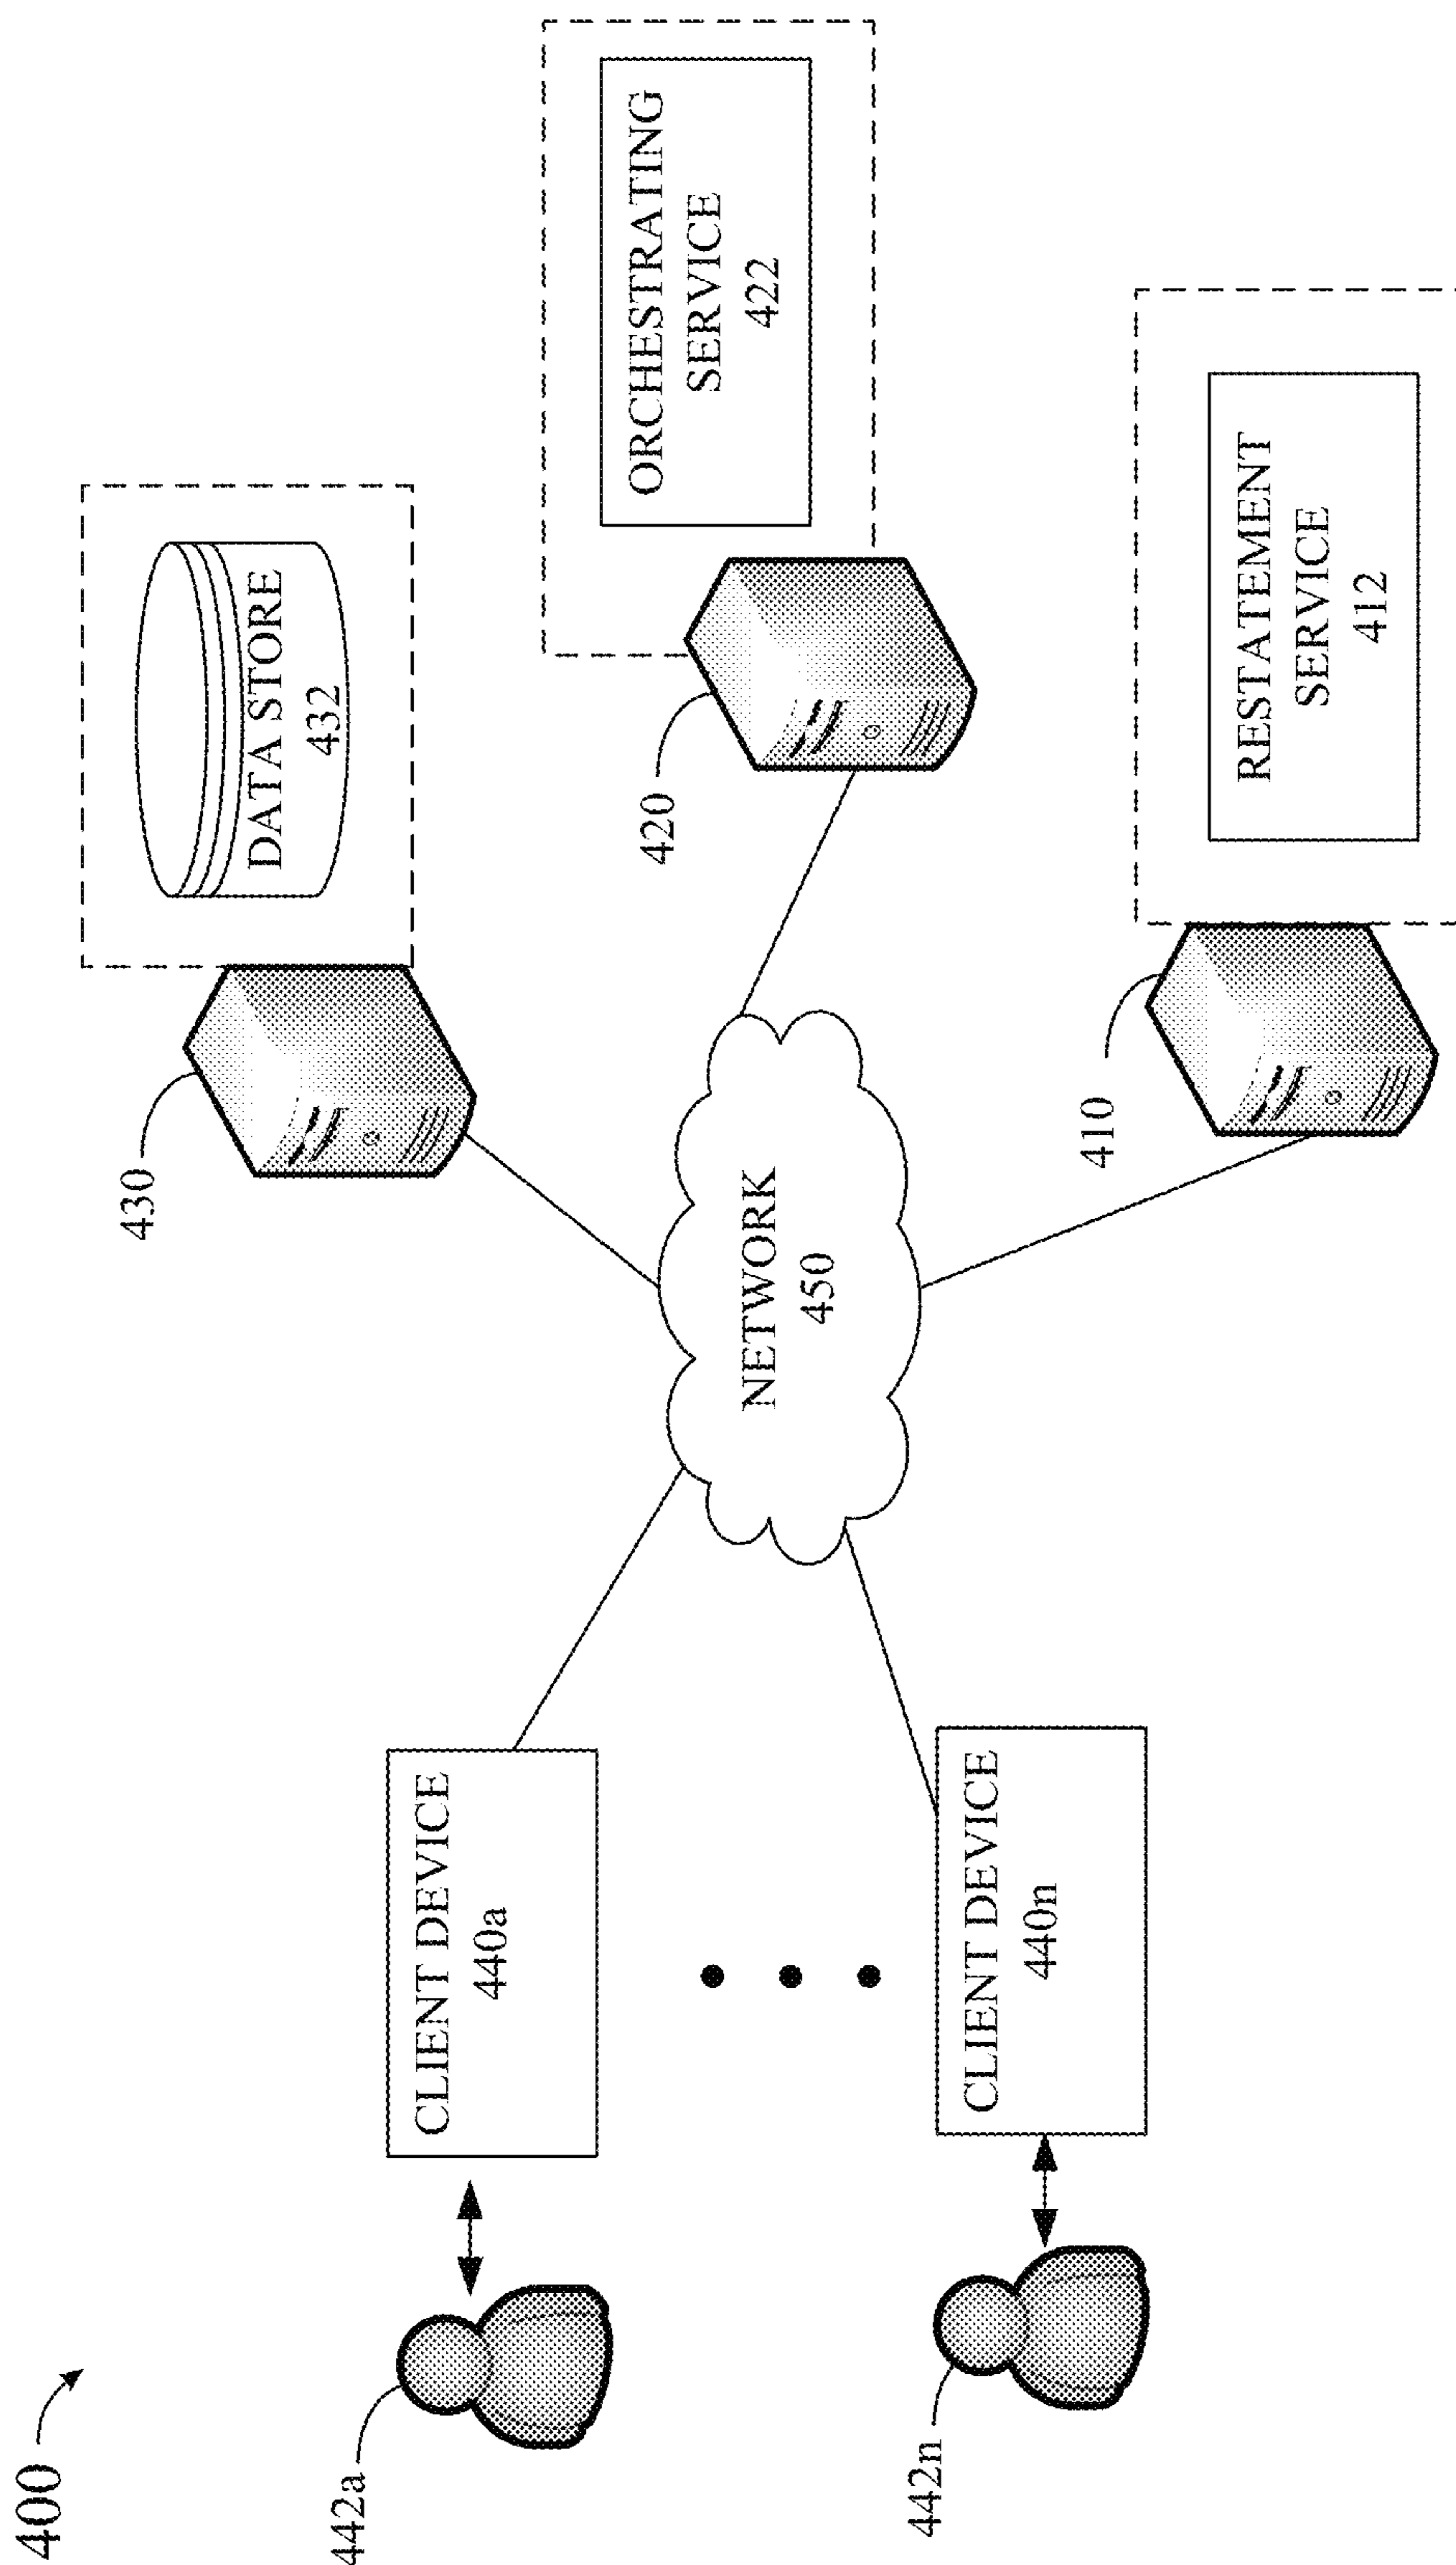 400
442a
CLIENT DEVICE
440a
442n
CLIENT DEVICE
440n
NETWORK
450
430
DATA STORE
432
420
ORCHESTRATING
SERVICE
422
410
RESTATEMENT
SERVICE
412